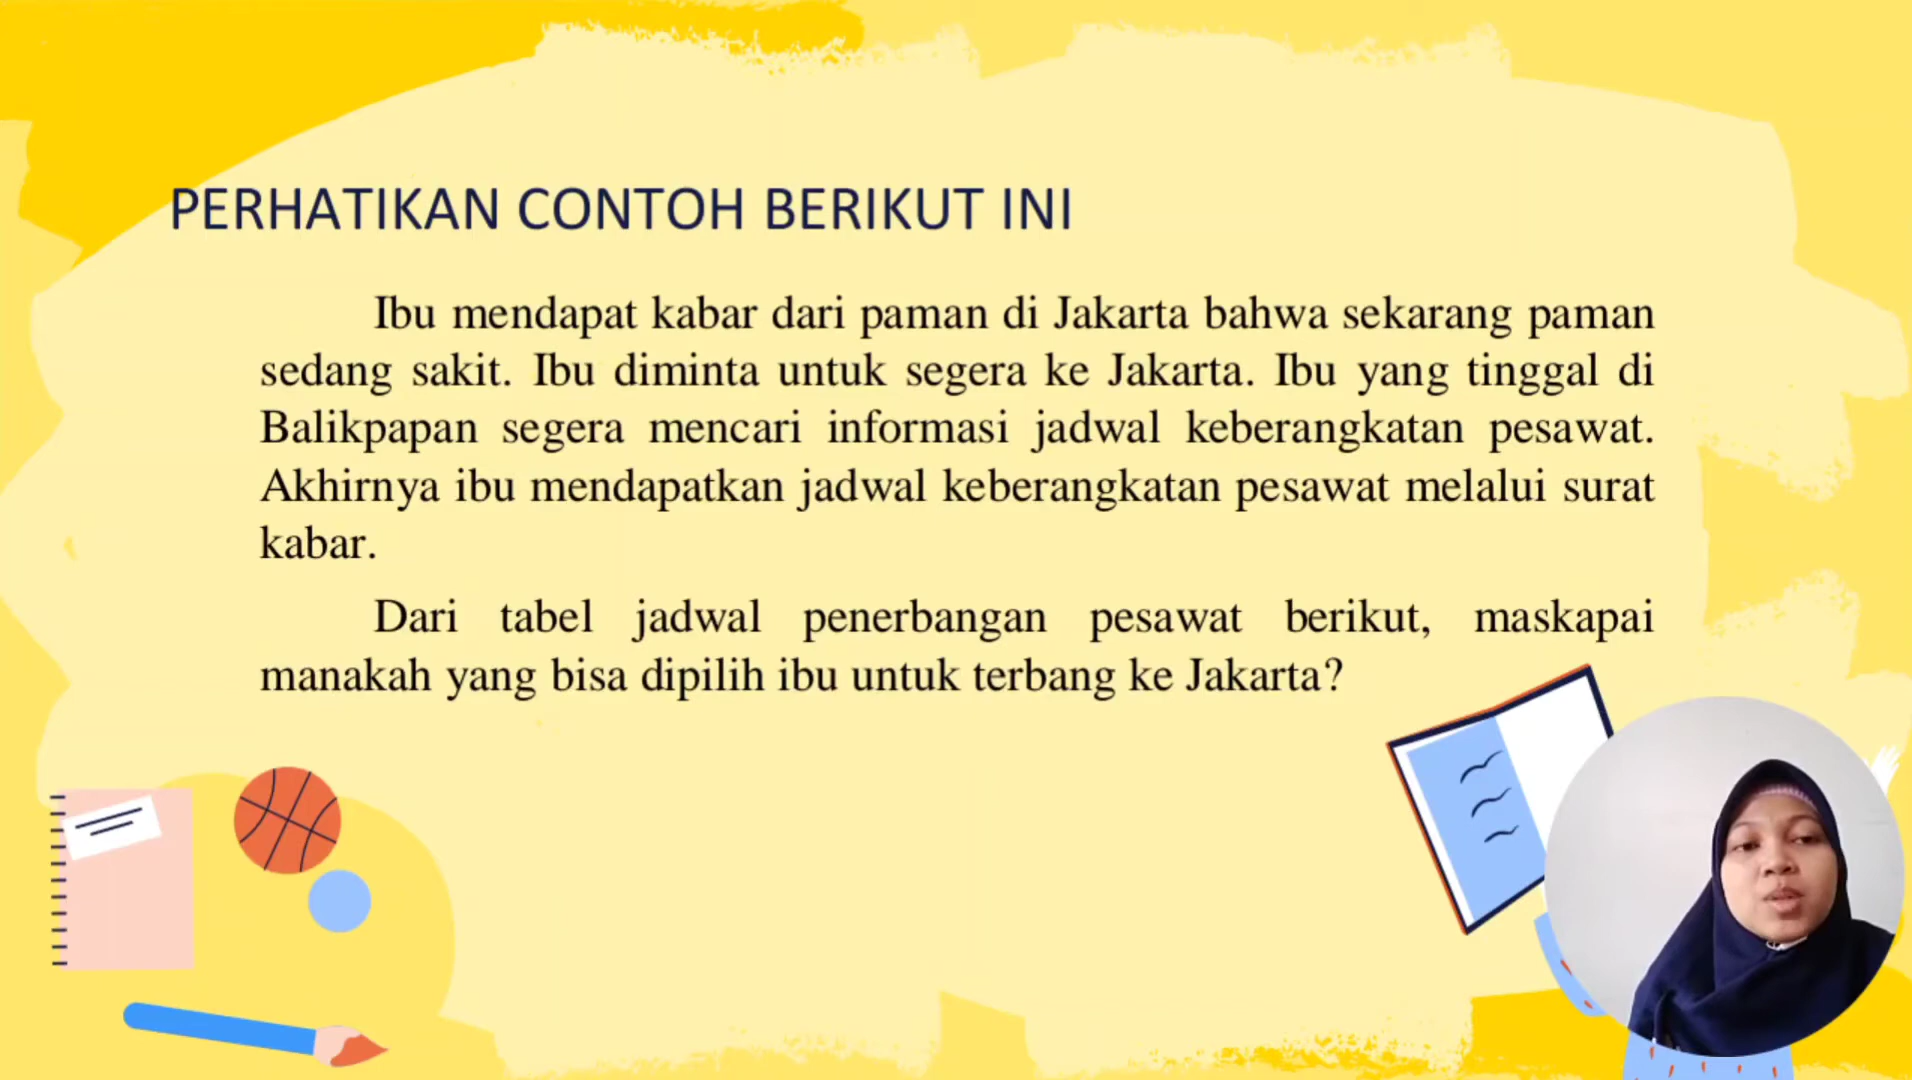 PERHATIKAN CONTOH BERIKUT INI
Ibu mendapat kabar dari paman di Jakarta bahwa sekarang paman
sedang sakit. Ibu diminta untuk segera ke Jakarta. Ibu yang tinggal di
Balikpapan segera mencari informasi jadwal keberangkatan pesawat.
Akhirnya ibu mendapatkan jadwal keberangkatan pesawat melalui surat
kabar.
Dari tabel jadwal penerbangan pesawat berikut, maskapai
manakah yang bisa dipilih ibu untuk terbang ke Jakarta?